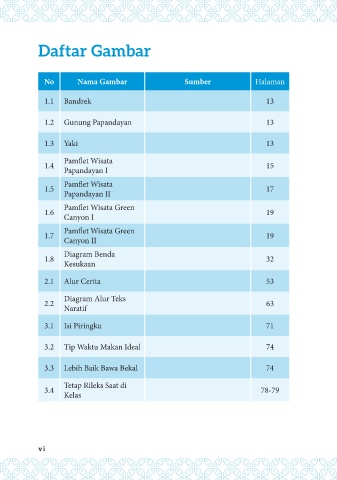 Daftar Gambar
No Nama Gambar Sumber Halaman
1.1 Bandrek 13
1.2 Gunung Papandayan 13
1.3 Yaki 13
1.4 Pamflet Wisata Papandayan I 15
1.5 Pamflet Wisata Papandayan II 17
1.6 Pamflet Wisata Green Canyon I 19
1.7 Pamflet Wisata Green Canyon II 19
1.8 Diagram Benda Kesukaan 32
2.1 Alur Cerita 53
2.2 Diagram Alur Teks Naratif 63
3.1 Isi Piringku 71
3.2 Tip Waktu Makan Ideal 74
3.3 Lebih Baik Bawa Bekal 74
3.4 Tetap Rileks Saat di Kelas 78-79
vi